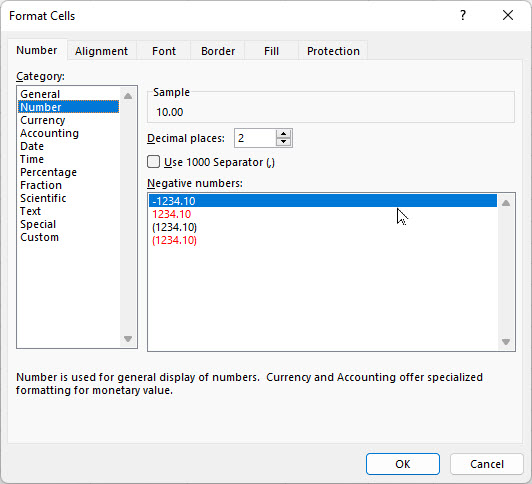 Format Cells
?
Number Alignment Font Border Fill Protection
Category:
General
Number
Currency
Accounting
Date
Time
Percentage
Fraction
Scientific
Text
Special
Custom
Sample
10.00
Decimal places: 2
Use 1000 Separator (,)
Negative numbers:
-1234.10
1234.10
(1234.10)
(1234.10)
Number is used for general display of numbers.  Currency and Accounting offer specialized
formatting for monetary value.
OK Cancel